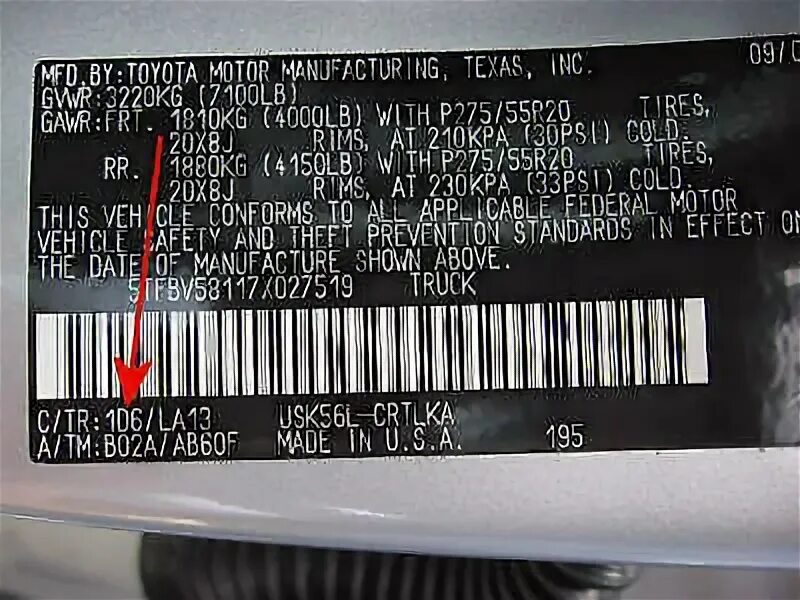 MFD. BY: TOYOTA MOTOR MANUFACTURING, TEXAS, INC. 09/0
GVWR: 3220KG (7100LB)
GAWR: FRT. 1810KG (4000LB) WITH P275/55R20 TIRES,
20X8J RIMS, AT 210KPA (30PSI) COLD.
RR. 1880KG (4150LB) WITH P275/55R20 TIRES,
20X8J RIMS, AT 230KPA (33PSI) COLD.
THIS VEHICLE CONFORMS TO ALL APPLICABLE FEDERAL MOTOR
VEHICLE SAFETY AND THEFT PREVENTION STANDARDS IN EFFECT ON
THE DATE OF MANUFACTURE SHOWN ABOVE.
5TFBV58117X027519 TRUCK
C/TR: 1D6/LA13 USK56L-CRTLKA
A/TM: B02A/AB60F MADE IN U.S.A. 195